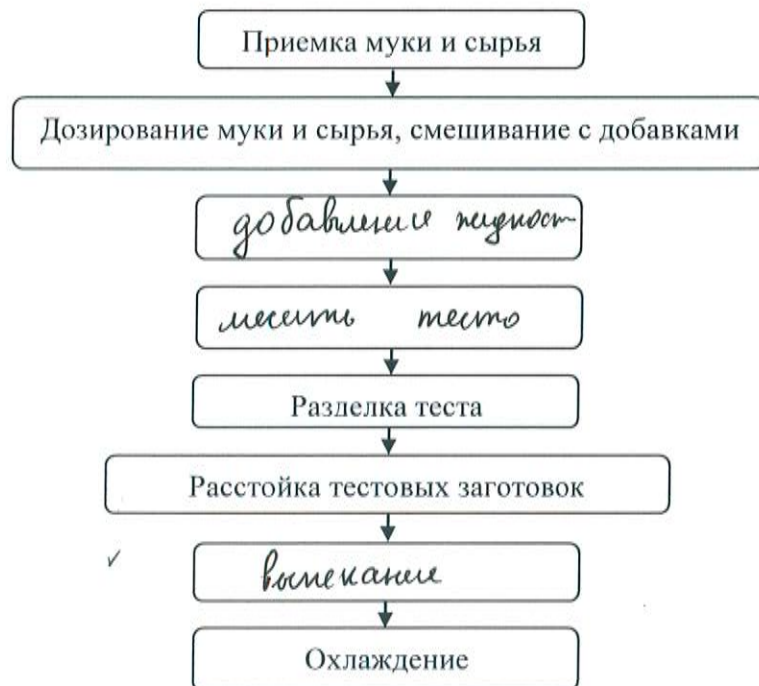 Приемка муки и сырья
Дозирование муки и сырья, смешивание с добавками
добавление жидкост
месить тесто
Разделка теста
Расстойка тестовых заготовок
выпекание
Охлаждение